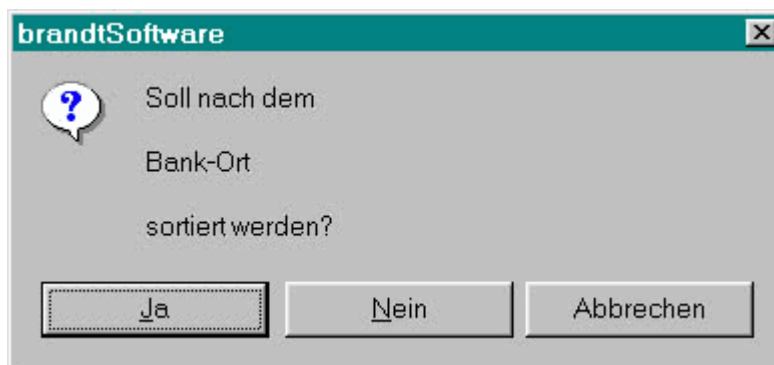 brandtSoftware
Soll nach dem
Bank-Ort
sortiert werden?
Ja Nein Abbrechen